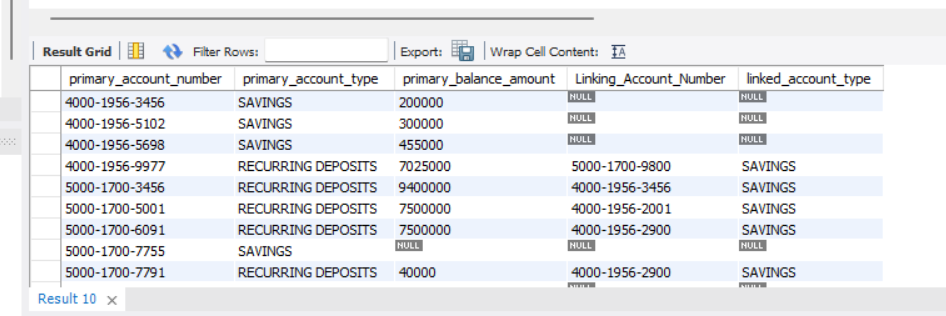 Result Grid Filter Rows: Export: Wrap Cell Content: IA
primary_account_number primary_account_type primary_balance_amount Linking_Account_Number linked_account_type
4000-1956-3456 SAVINGS 200000 NULL NULL
4000-1956-5102 SAVINGS 300000 NULL NULL
4000-1956-5698 SAVINGS 455000 NULL NULL
4000-1956-9977 RECURRING DEPOSITS 7025000 5000-1700-9800 SAVINGS
5000-1700-3456 RECURRING DEPOSITS 9400000 4000-1956-3456 SAVINGS
5000-1700-5001 RECURRING DEPOSITS 7500000 4000-1956-2001 SAVINGS
5000-1700-6091 RECURRING DEPOSITS 7500000 4000-1956-2900 SAVINGS
5000-1700-7755 SAVINGS NULL NULL NULL
5000-1700-7791 RECURRING DEPOSITS 40000 4000-1956-2900 SAVINGS
NULL NULL
Result 10